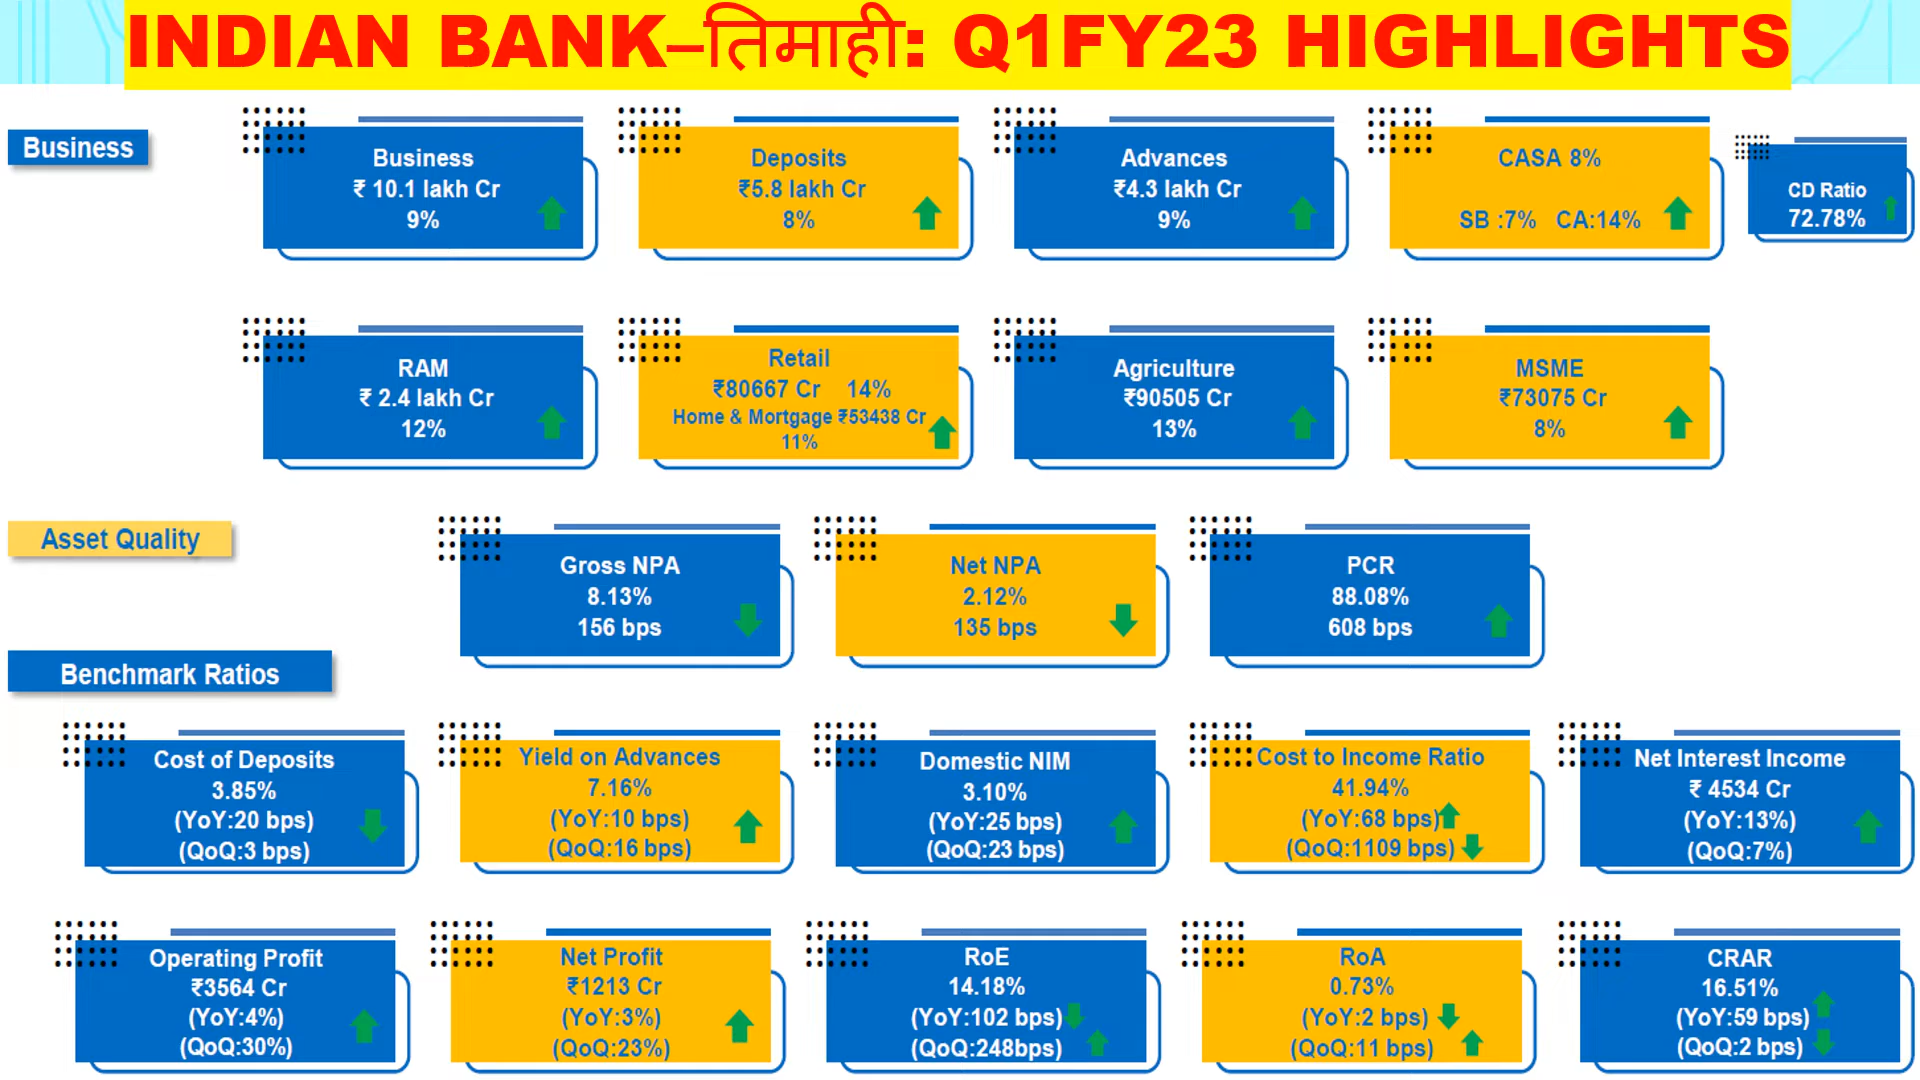 INDIAN BANK–तिमाही: Q1FY23 HIGHLIGHTS
Business
Business
₹ 10.1 lakh Cr
9%
Deposits
₹5.8 lakh Cr
8%
Advances
₹4.3 lakh Cr
9%
CASA 8%
SB :7% CA:14%
CD Ratio
72.78%
RAM
₹ 2.4 lakh Cr
12%
Retail
₹80667 Cr 14%
Home & Mortgage ₹53438 Cr
11%
Agriculture
₹90505 Cr
13%
MSME
₹73075 Cr
8%
Asset Quality
Gross NPA
8.13%
156 bps
Net NPA
2.12%
135 bps
PCR
88.08%
608 bps
Benchmark Ratios
Cost of Deposits
3.85%
(YoY:20 bps)
(QoQ:3 bps)
Yield on Advances
7.16%
(YoY:10 bps)
(QoQ:16 bps)
Domestic NIM
3.10%
(YoY:25 bps)
(QoQ:23 bps)
Cost to Income Ratio
41.94%
(YoY:68 bps)
(QoQ:1109 bps)
Net Interest Income
₹ 4534 Cr
(YoY:13%)
(QoQ:7%)
Operating Profit
₹3564 Cr
(YoY:4%)
(QoQ:30%)
Net Profit
₹1213 Cr
(YoY:3%)
(QoQ:23%)
RoE
14.18%
(YoY:102 bps)
(QoQ:248bps)
RoA
0.73%
(YoY:2 bps)
(QoQ:11 bps)
CRAR
16.51%
(YoY:59 bps)
(QoQ:2 bps)